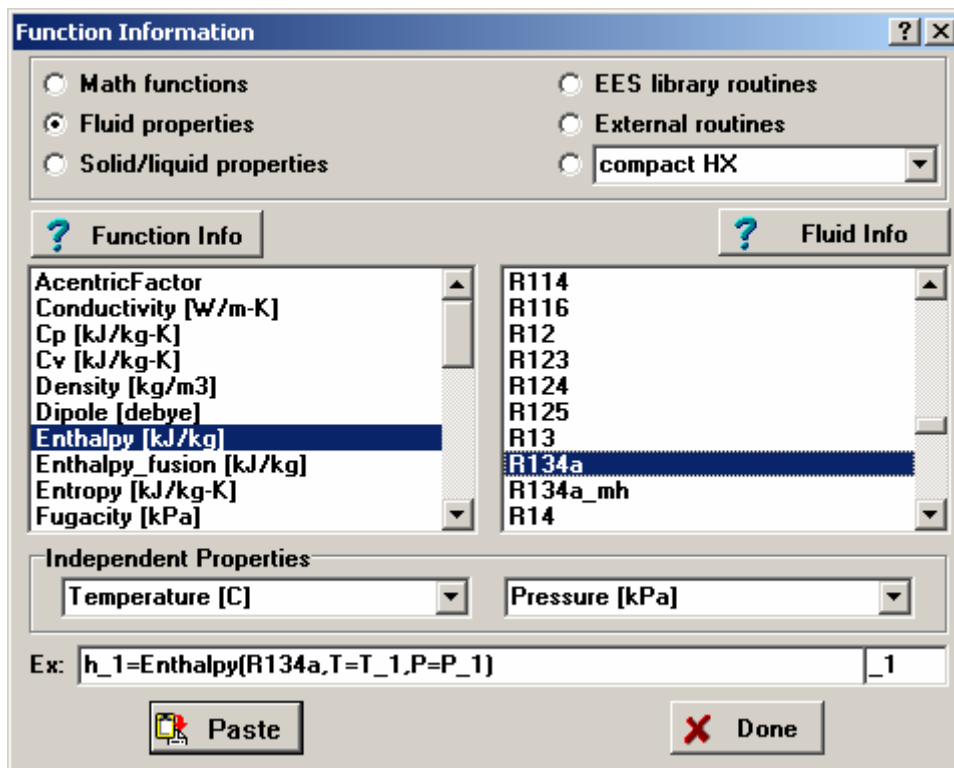 Function Information
Math functions
EES library routines
Fluid properties
External routines
Solid/liquid properties
compact HX
? Function Info
? Fluid Info
AcentricFactor
Conductivity [W/m-K]
Cp [kJ/kg-K]
Cv [kJ/kg-K]
Density [kg/m3]
Dipole [debye]
Enthalpy [kJ/kg]
Enthalpy_fusion [kJ/kg]
Entropy [kJ/kg-K]
Fugacity [kPa]
R114
R116
R12
R123
R124
R125
R13
R134a
R134a_mh
R14
Independent Properties
Temperature [C]
Pressure [kPa]
Ex: h_1=Enthalpy(R134a,T=T_1,P=P_1)
_1
Paste
Done